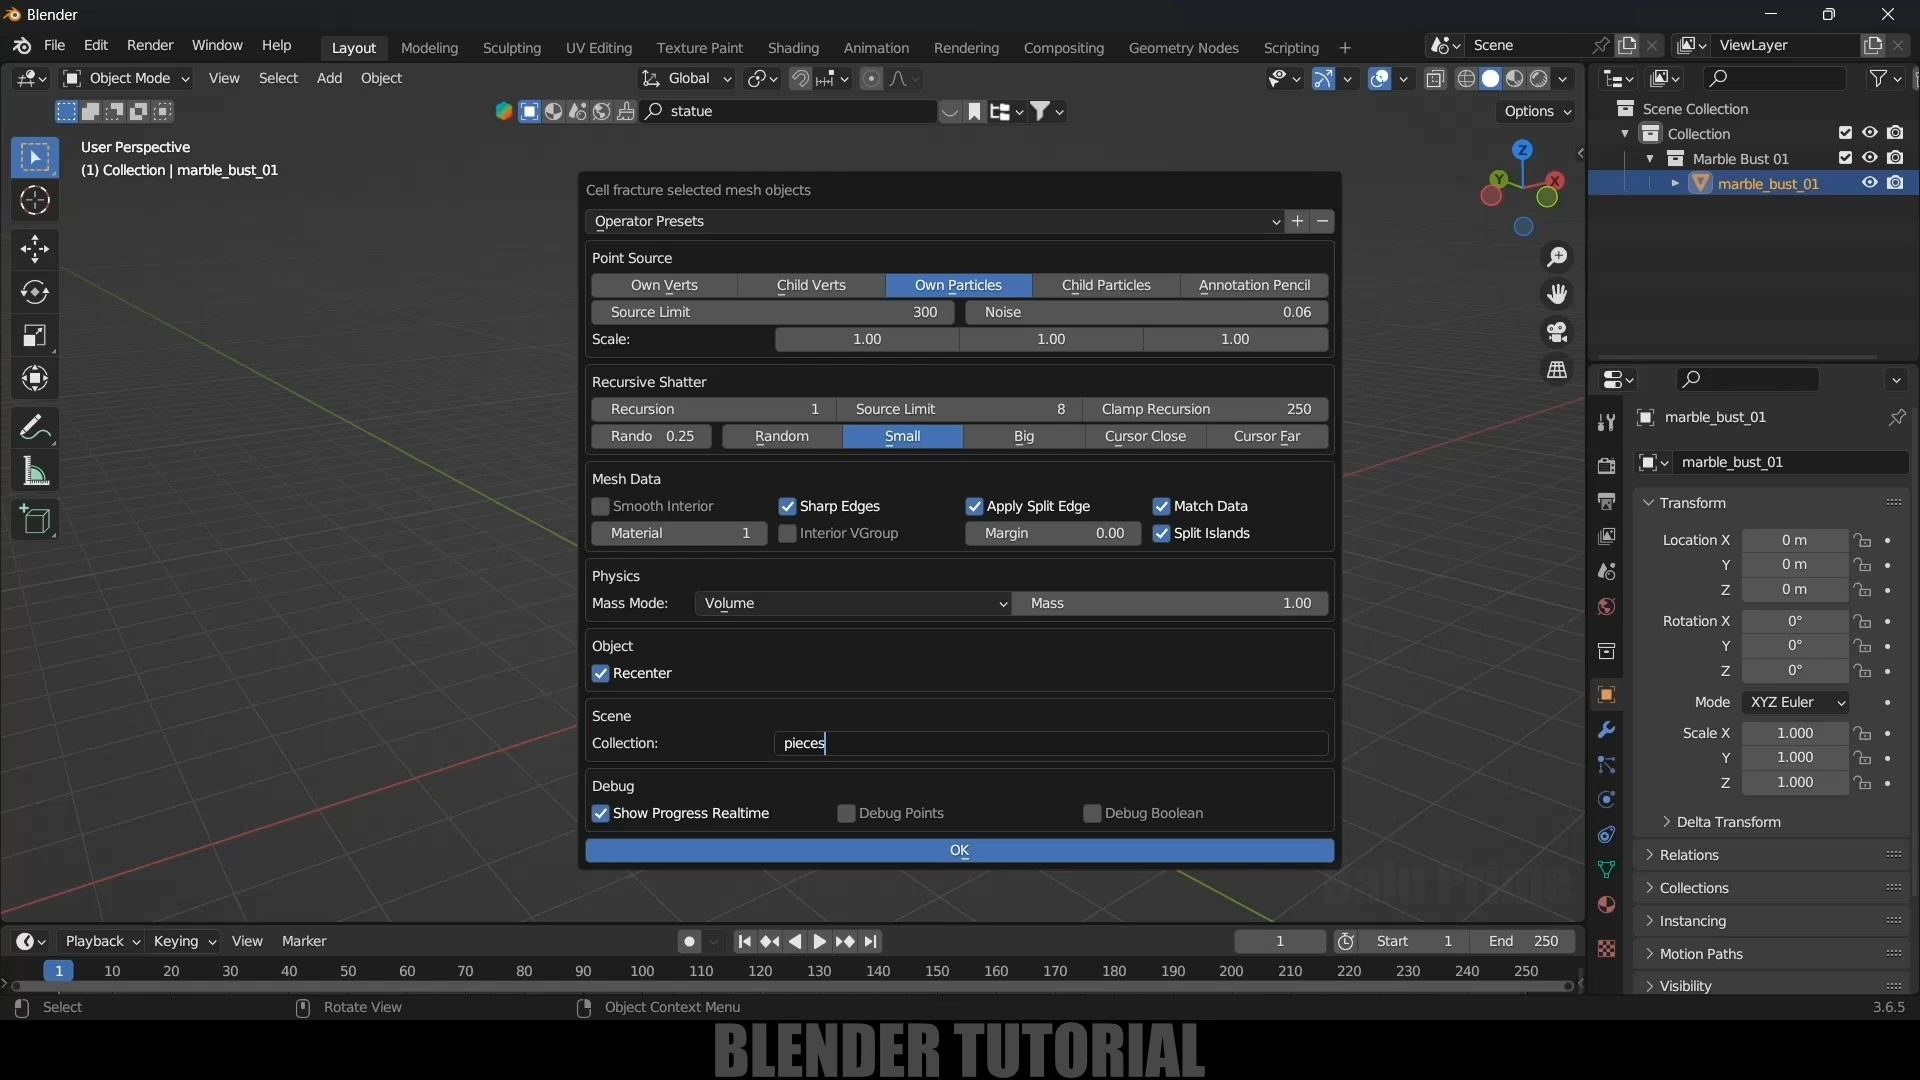 Blender
File Edit Render Window Help Layout Modeling Sculpting UV Editing Texture Paint Shading Animation Rendering Compositing Geometry Nodes Scripting + Scene ViewLayer
Object Mode View Select Add Object Global
statue Options
User Perspective
(1) Collection | marble_bust_01
Z
Y
X
Scene Collection
Collection
Marble Bust 01
marble_bust_01
Cell fracture selected mesh objects
Operator Presets
Point Source
Own Verts Child Verts Own Particles Child Particles Annotation Pencil
Source Limit 300 Noise 0.06
Scale: 1.00 1.00 1.00
Recursive Shatter
Recursion 1 Source Limit 8 Clamp Recursion 250
Rando 0.25 Random Small Big Cursor Close Cursor Far
Mesh Data
Smooth Interior Sharp Edges Apply Split Edge Match Data
Material 1 Interior VGroup Margin 0.00 Split Islands
Physics
Mass Mode: Volume Mass 1.00
Object
Recenter
Scene
Collection: pieces
Debug
Show Progress Realtime Debug Points Debug Boolean
OK
marble_bust_01
marble_bust_01
Transform
Location X 0 m
Y 0 m
Z 0 m
Rotation X 0°
Y 0°
Z 0°
Mode XYZ Euler
Scale X 1.000
Y 1.000
Z 1.000
Delta Transform
Relations
Collections
Instancing
Motion Paths
Visibility
Playback Keying View Marker 1 Start 1 End 250
1 10 20 30 40 50 60 70 80 90 100 110 120 130 140 150 160 170 180 190 200 210 220 230 240 250
Select Rotate View Object Context Menu 3.6.5
BLENDER TUTORIAL